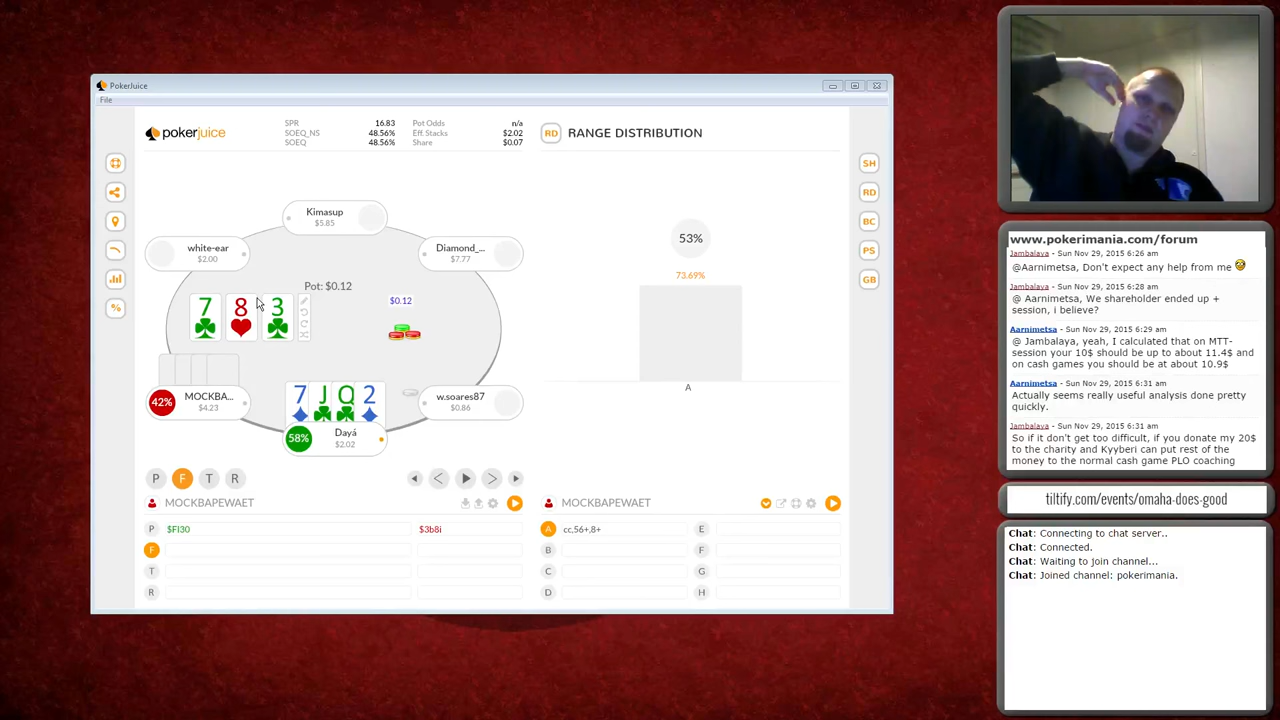 PokerJuice
File
pokerjuice
SPR 16.83
SOEQ_NS 48.56%
SOEQ 48.56%
Pot Odds n/a
Eff. Stacks $2.02
Share $0.07
RD RANGE DISTRIBUTION
Kimasup
$5.85
white-ear
$2.00
Diamond_...
$7.77
Pot: $0.12
$0.12
7 8 3
42% MOCKBA...
$4.23
7 J Q 2
58% Dayá
$2.02
w.soares87
$0.86
%
P F T R
53%
73.69%
A
SH
RD
BC
PS
GB
MOCKBAPEWAET
P $FI30 $3b8i
F
T
R
MOCKBAPEWAET
A cc,56+,8+ E
B F
C G
D H
www.pokerimania.com/forum
Jambalaya - Sun Nov 29, 2015 6:26 am
@Aarnimetsa, Don't expect any help from me
Jambalaya - Sun Nov 29, 2015 6:28 am
@ Aarnimetsa, We shareholder ended up +
session, i believe?
Aarnimetsa - Sun Nov 29, 2015 6:29 am
@ Jambalaya, yeah, I calculated that on MTT-
session your 10$ should be up to about 11.4$ and
on cash games you should be at about 10.9$
Aarnimetsa - Sun Nov 29, 2015 6:31 am
Actually seems really useful analysis done pretty
quickly.
Jambalaya - Sun Nov 29, 2015 6:31 am
So if it don't get too difficult, if you donate my 20$
to the charity and Kyyberi can put rest of the
money to the normal cash game PLO coaching
tiltify.com/events/omaha-does-good
Chat: Connecting to chat server..
Chat: Connected.
Chat: Waiting to join channel...
Chat: Joined channel: pokerimania.